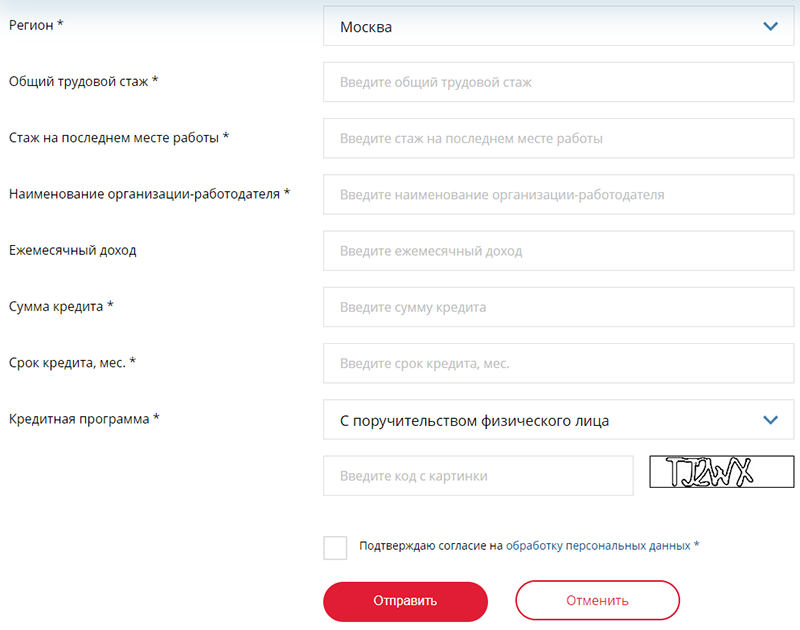 Регион *
Москва
Общий трудовой стаж *
Введите общий трудовой стаж
Стаж на последнем месте работы *
Введите стаж на последнем месте работы
Наименование организации-работодателя *
Введите наименование организации-работодателя
Ежемесячный доход
Введите ежемесячный доход
Сумма кредита *
Введите сумму кредита
Срок кредита, мес. *
Введите срок кредита, мес.
Кредитная программа *
С поручительством физического лица
Введите код с картинки
Подтверждаю согласие на обработку персональных данных *
Отправить
Отменить